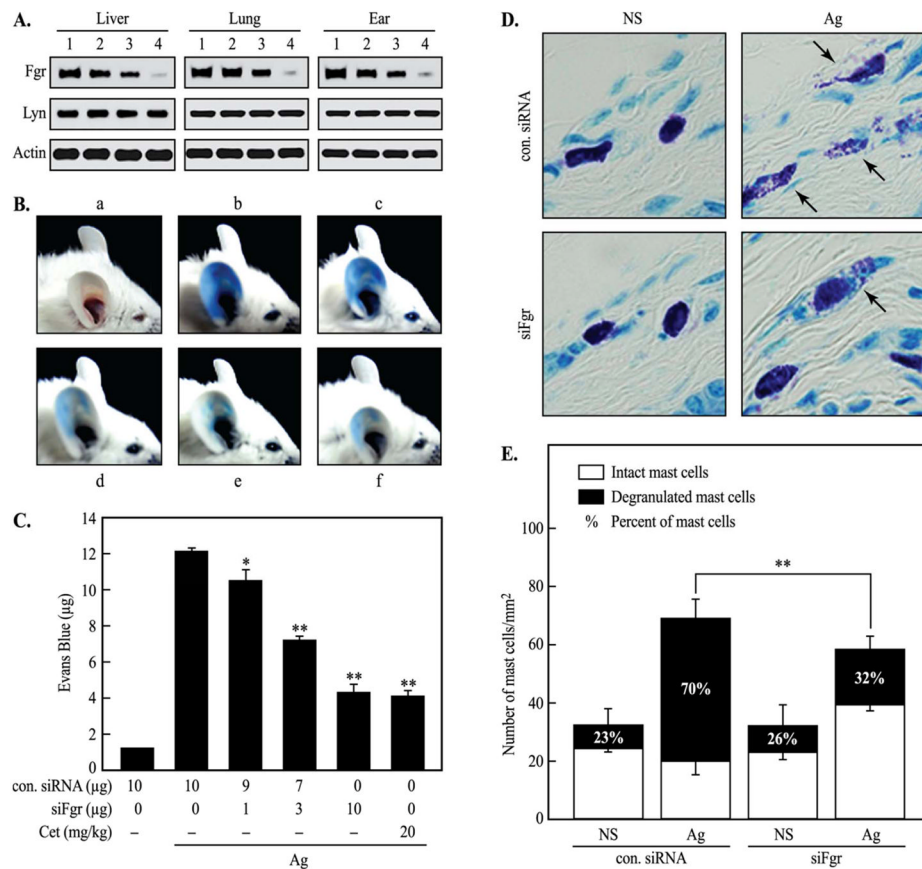 A.
Liver Lung Ear
1 2 3 4 1 2 3 4 1 2 3 4
Fgr
Lyn
Actin
B.
a b c
d e f
C.
14
12
10
8
6
4
2
0
Evans Blue (µg)
* ** ** **
con. siRNA (µg) 10 10 9 7 0 0
siFgr (µg) 0 0 1 3 10 0
Cet (mg/kg) – – – – – 20
Ag
D.
NS Ag
con. siRNA
siFgr
E.
Intact mast cells
Degranulated mast cells
% Percent of mast cells
100
80
60
40
20
0
Number of mast cells/mm²
**
23% 70% 26% 32%
NS Ag NS Ag
con. siRNA siFgr